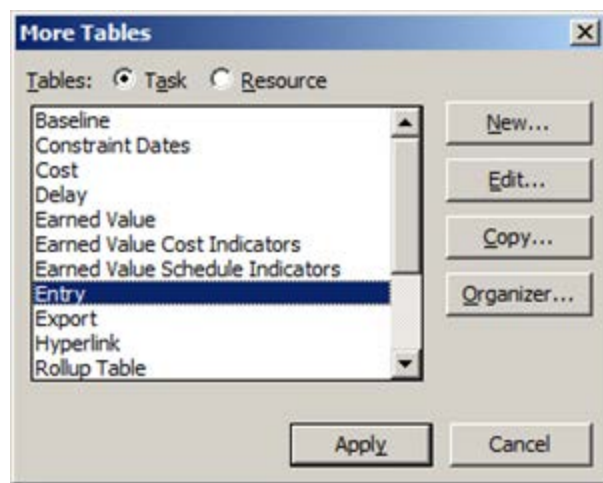 More Tables
Tables: Task Resource
Baseline
Constraint Dates
Cost
Delay
Earned Value
Earned Value Cost Indicators
Earned Value Schedule Indicators
Entry
Export
Hyperlink
Rollup Table
New...
Edit...
Copy...
Organizer...
Apply Cancel